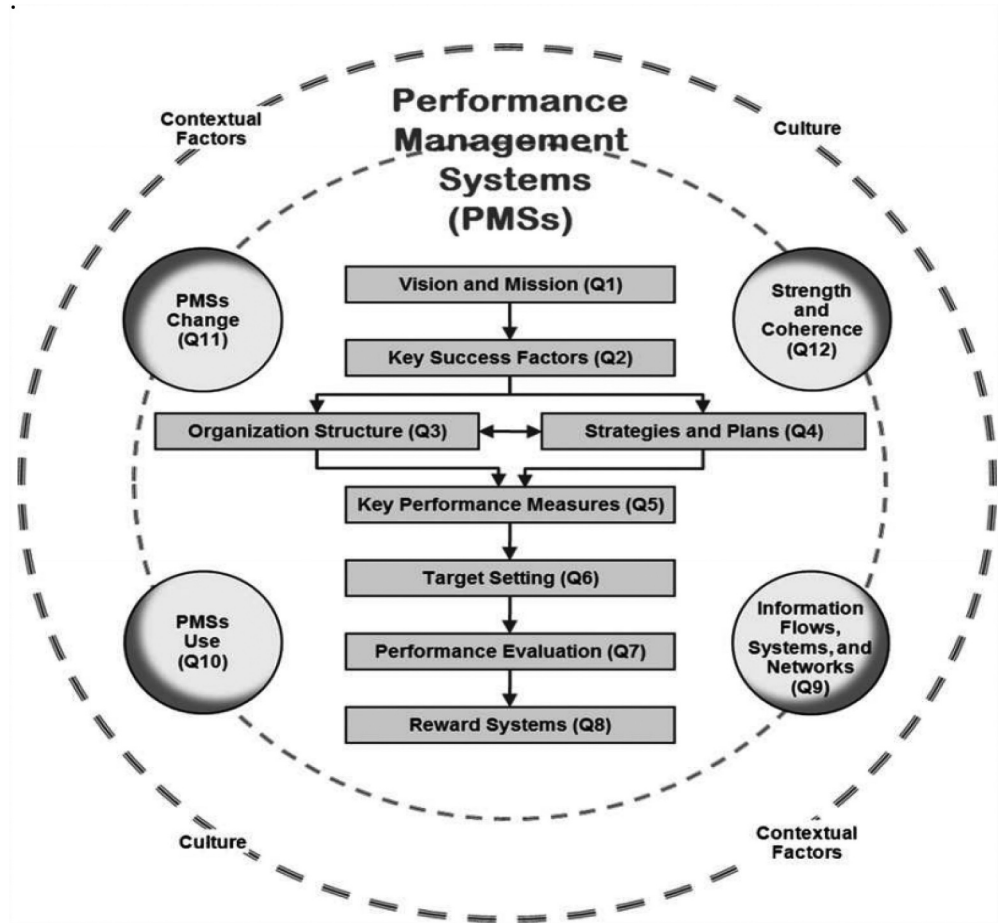 Performance
Management
Systems
(PMSs)
Contextual
Factors
Culture
PMSs
Change
(Q11)
Vision and Mission (Q1)
Strength
and
Coherence
(Q12)
Key Success Factors (Q2)
Organization Structure (Q3)
Strategies and Plans (Q4)
Key Performance Measures (Q5)
Target Setting (Q6)
PMSs
Use
(Q10)
Performance Evaluation (Q7)
Information
Flows,
Systems, and
Networks
(Q9)
Reward Systems (Q8)
Culture
Contextual
Factors